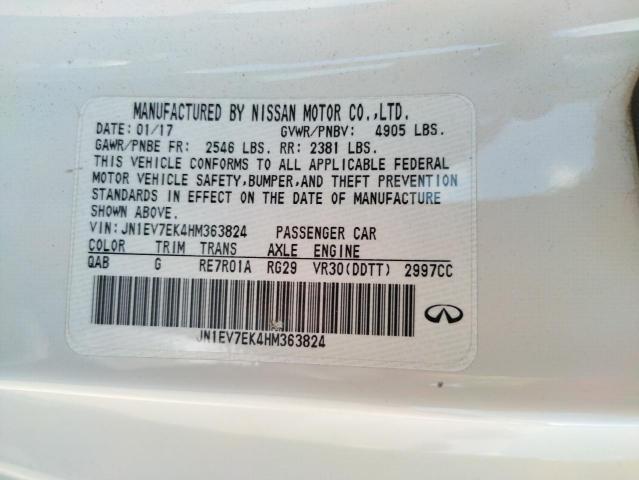 MANUFACTURED BY NISSAN MOTOR CO.,LTD.
DATE: 01/17 GVWR/PNBV: 4905 LBS.
GAWR/PNBE FR: 2546 LBS. RR: 2381 LBS.
THIS VEHICLE CONFORMS TO ALL APPLICABLE FEDERAL
MOTOR VEHICLE SAFETY,BUMPER,AND THEFT PREVENTION
STANDARDS IN EFFECT ON THE DATE OF MANUFACTURE
SHOWN ABOVE.
VIN: JN1EV7EK4HM363824 PASSENGER CAR
COLOR TRIM TRANS AXLE ENGINE
QAB G RE7R01A RG29 VR30(DDTT) 2997CC
JN1EV7EK4HM363824